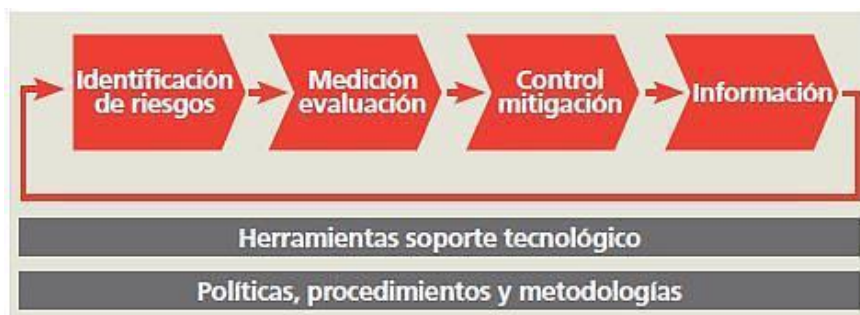 Identificación
de riesgos
Medición
evaluación
Control
mitigación
Información
Herramientas soporte tecnológico
Políticas, procedimientos y metodologías